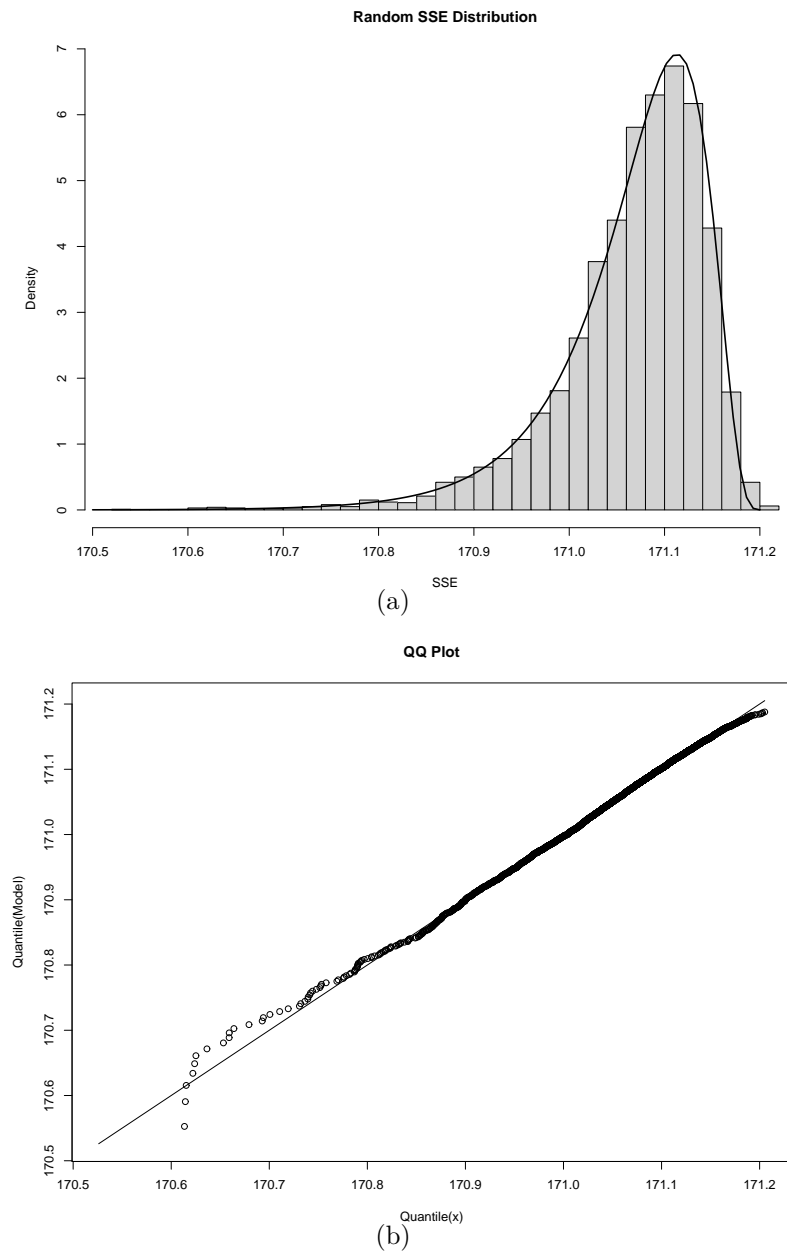 Random SSE Distribution
7
6
5
4
3
2
1
0
Density
170.5 170.6 170.7 170.8 170.9 171.0 171.1 171.2
SSE
(a)
QQ Plot
171.2
171.1
171.0
170.9
170.8
170.7
170.6
170.5
Quantile(Model)
170.5 170.6 170.7 170.8 170.9 171.0 171.1 171.2
Quantile(x)
(b)